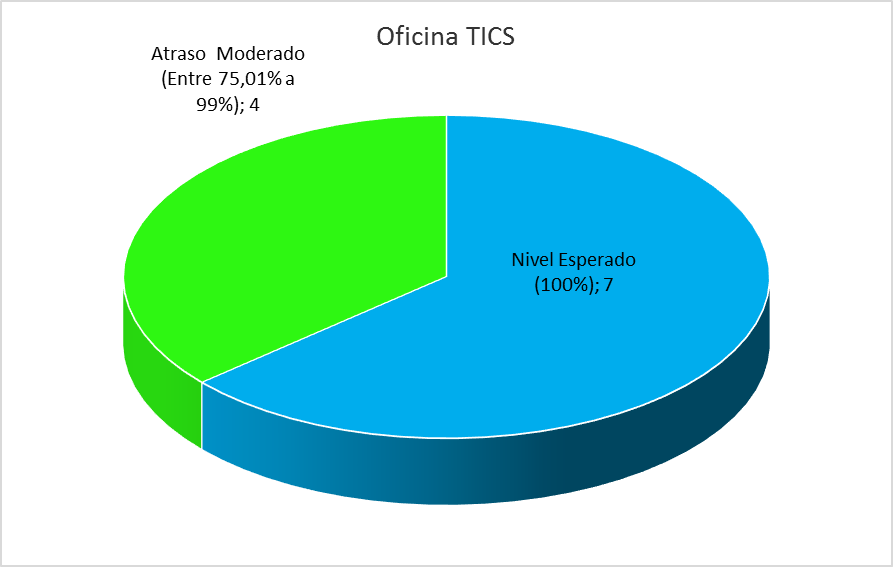 Oficina TICS
Atraso  Moderado
(Entre 75,01% a
99%); 4
Nivel Esperado
(100%); 7